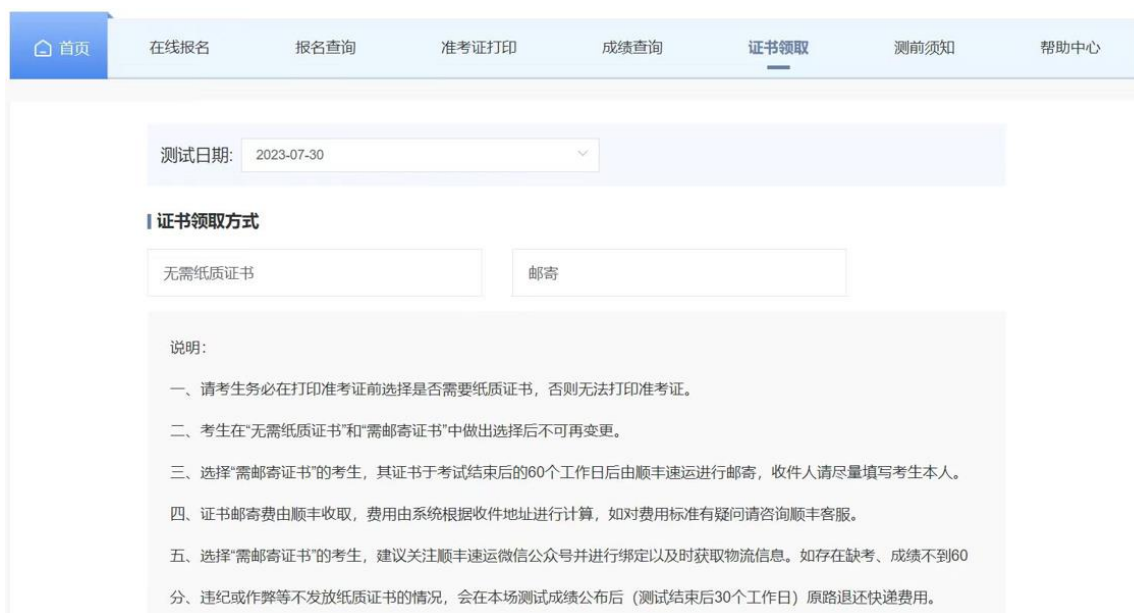 首页 在线报名 报名查询 准考证打印 成绩查询 证书领取 测前须知 帮助中心
测试日期: 2023-07-30
证书领取方式
无需纸质证书 邮寄
说明：
一、请考生务必在打印准考证前选择是否需要纸质证书，否则无法打印准考证。
二、考生在“无需纸质证书”和“需邮寄证书”中做出选择后不可再变更。
三、选择“需邮寄证书”的考生，其证书于考试结束后的60个工作日后由顺丰速运进行邮寄，收件人请尽量填写考生本人。
四、证书邮寄费由顺丰收取，费用由系统根据收件地址进行计算，如对费用标准有疑问请咨询顺丰客服。
五、选择“需邮寄证书”的考生，建议关注顺丰速运微信公众号并进行绑定以及时获取物流信息。如存在缺考、成绩不到60
分、违纪或作弊等不发放纸质证书的情况，会在本场测试成绩公布后（测试结束后30个工作日）原路退还快递费用。